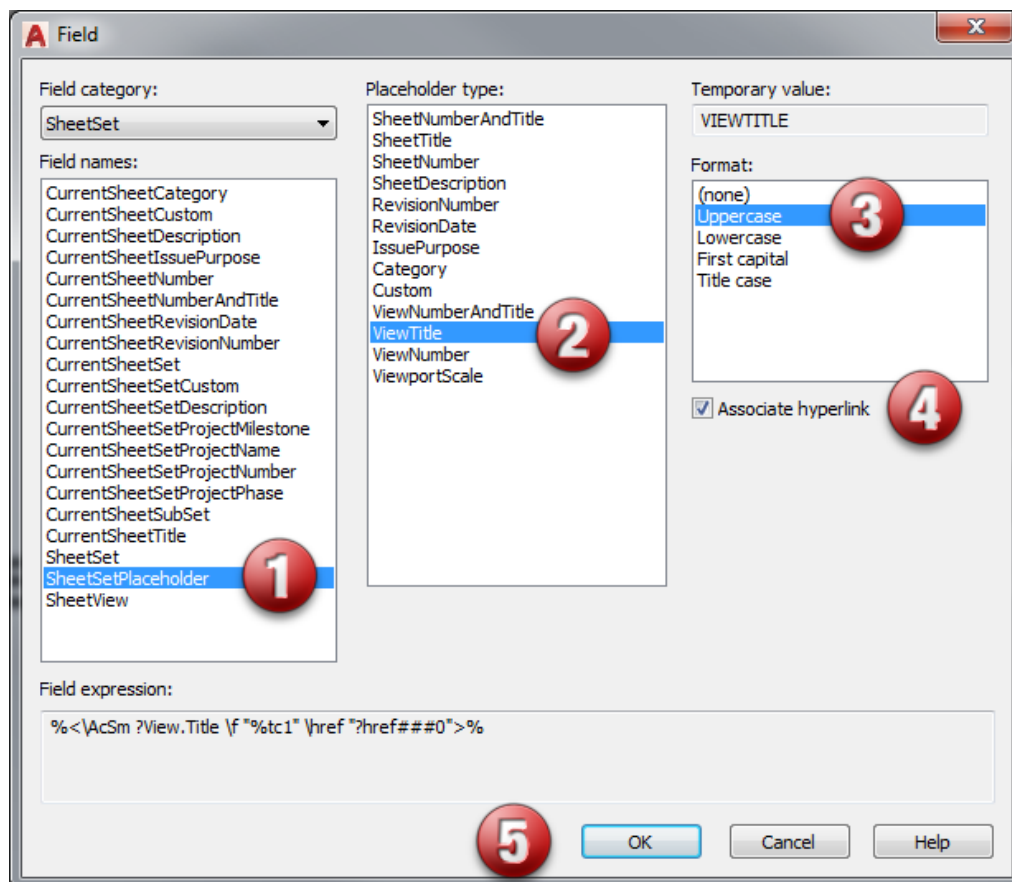 Field
Field category:
SheetSet
Field names:
CurrentSheetCategory
CurrentSheetCustom
CurrentSheetDescription
CurrentSheetIssuePurpose
CurrentSheetNumber
CurrentSheetNumberAndTitle
CurrentSheetRevisionDate
CurrentSheetRevisionNumber
CurrentSheetSet
CurrentSheetSetCustom
CurrentSheetSetDescription
CurrentSheetSetProjectMilestone
CurrentSheetSetProjectName
CurrentSheetSetProjectNumber
CurrentSheetSetProjectPhase
CurrentSheetSubSet
CurrentSheetTitle
SheetSet
SheetSetPlaceholder
1
SheetView
Placeholder type:
SheetNumberAndTitle
SheetTitle
SheetNumber
SheetDescription
RevisionNumber
RevisionDate
IssuePurpose
Category
Custom
ViewNumberAndTitle
ViewTitle
2
ViewNumber
ViewportScale
Temporary value:
VIEWTITLE
Format:
(none)
Uppercase
3
Lowercase
First capital
Title case
Associate hyperlink
4
Field expression:
%<\AcSm ?View.Title \f "%tc1" \href "?href###0">%
5
OK
Cancel
Help